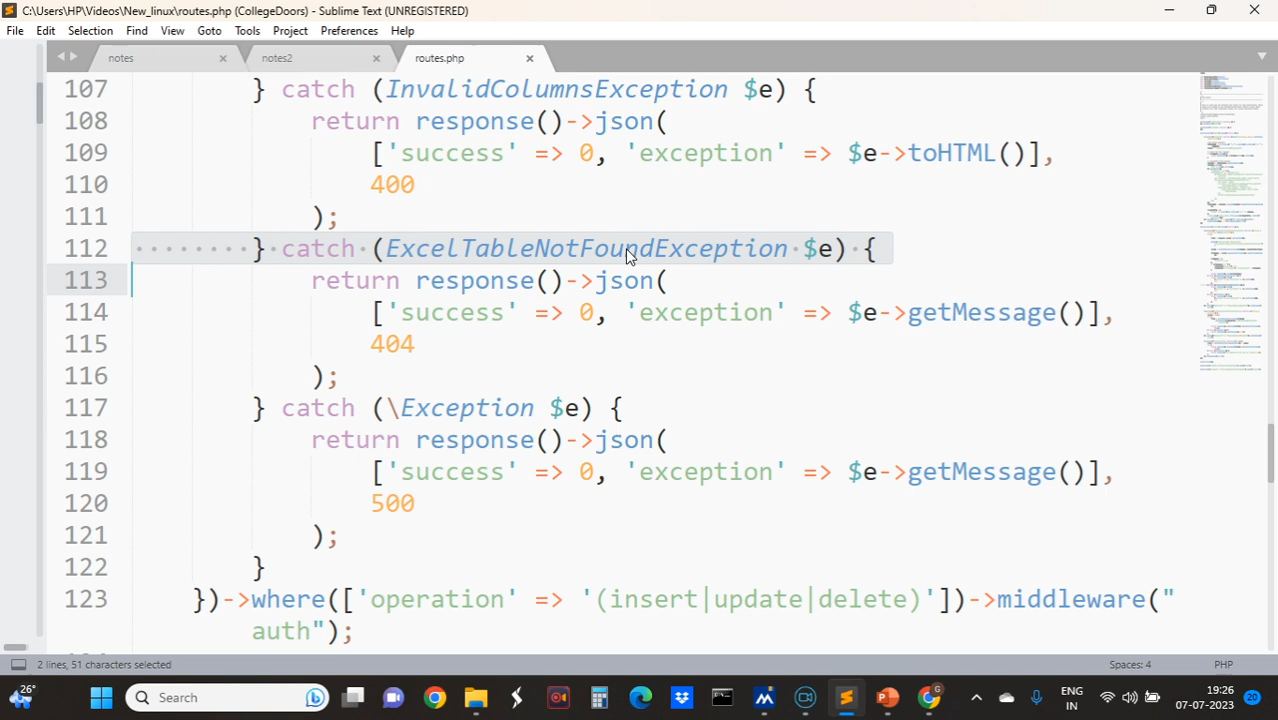 C:\Users\HP\Videos\New_linux\routes.php (CollegeDoors) - Sublime Text (UNREGISTERED)
File Edit Selection Find View Goto Tools Project Preferences Help
notes notes2 routes.php
107 } catch (InvalidColumnsException $e) {
108 return response()->json(
109 ['success' => 0, 'exception' => $e->toHTML()],
110 400
111 );
112 } catch (ExcelTableNotFoundException $e) {
113 return response()->json(
114 ['success' => 0, 'exception' => $e->getMessage()],
115 404
116 );
117 } catch (\Exception $e) {
118 return response()->json(
119 ['success' => 0, 'exception' => $e->getMessage()],
120 500
121 );
122 }
123 })->where(['operation' => '(insert|update|delete)'])->middleware("
auth");
2 lines, 51 characters selected Spaces: 4 PHP
26° Search ENG IN 19:26 07-07-2023 20